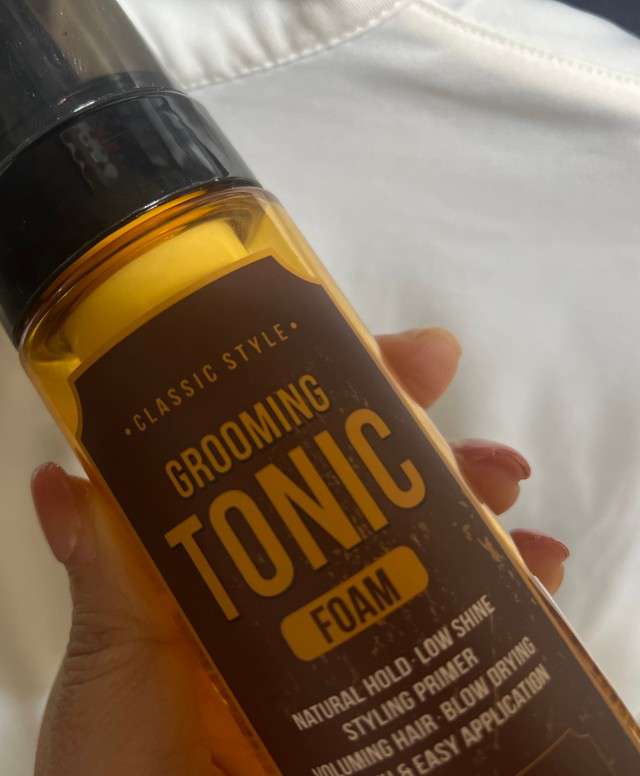 •CLASSIC STYLE•
GROOMING
TONIC
FOAM
NATURAL HOLD· LOW SHINE
STYLING PRIMER
VOLUMING HAIR· BLOW DRYING
& EASY APPLICATION